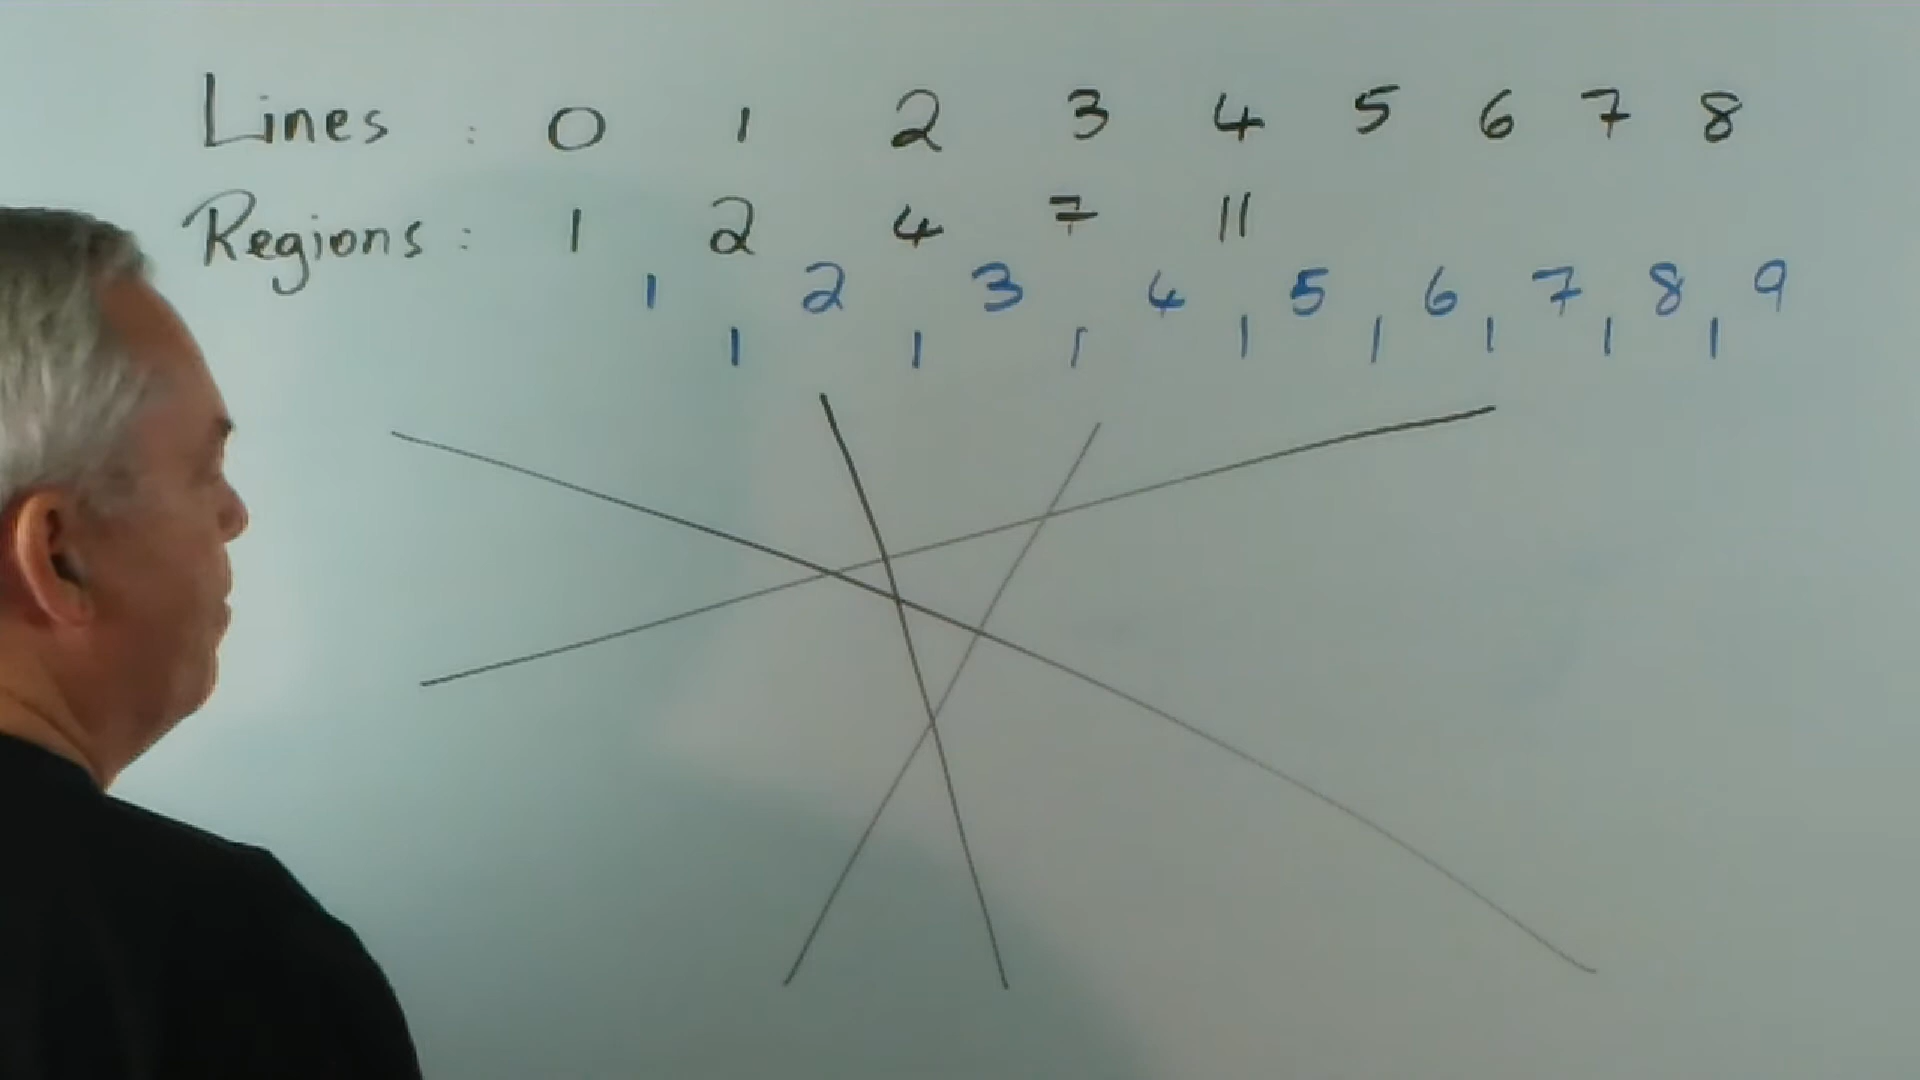 Lines : 0 1 2 3 4 5 6 7 8
Regions : 1 2 4 7 11
1 2 3 4 5 6 7 8 9
1 1 1 1 1 1 1 1